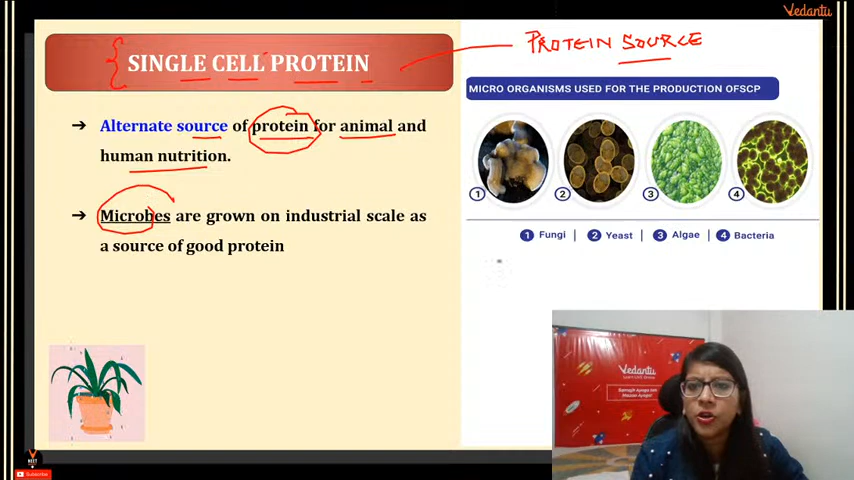 Vedantu
SINGLE CELL PROTEIN
PROTEIN SOURCE
MICRO ORGANISMS USED FOR THE PRODUCTION OFSCP
➔ Alternate source of protein for animal and
human nutrition.
1 2 3 4
➔ Microbes are grown on industrial scale as
a source of good protein
1 Fungi | 2 Yeast | 3 Algae | 4 Bacteria
Vedantu
NEET
Subscribe